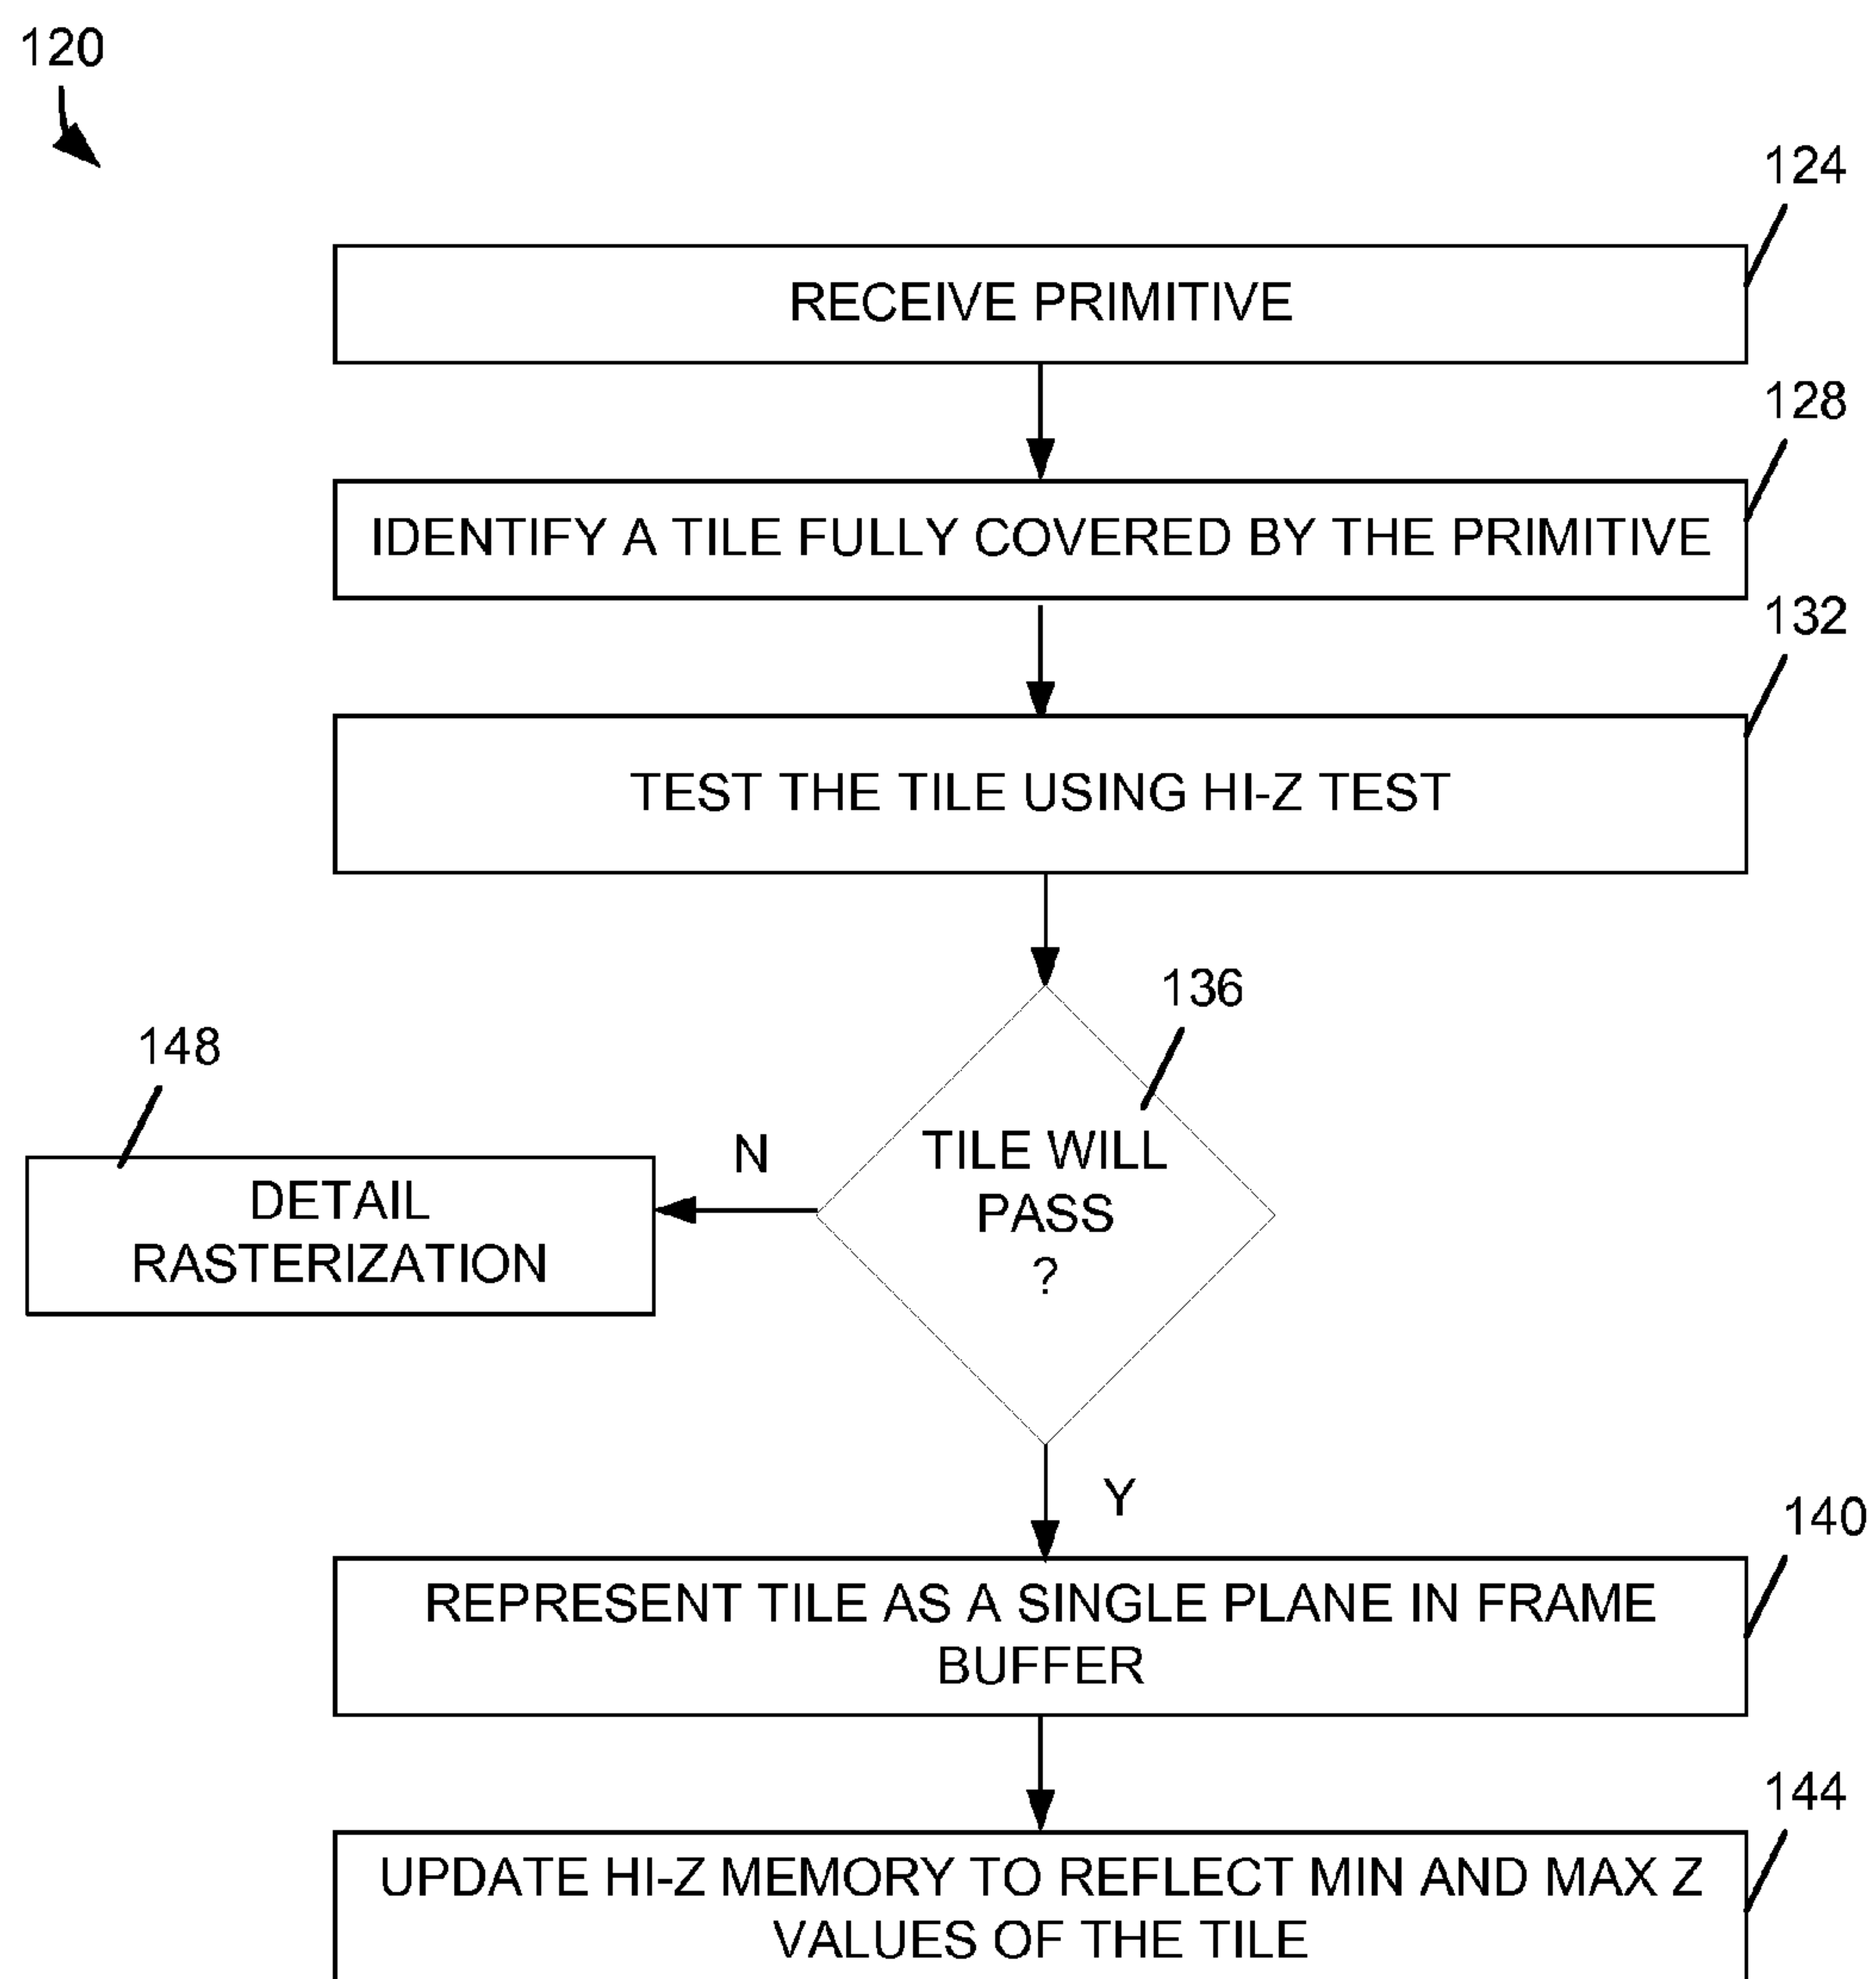 120
124
RECEIVE PRIMITIVE
128
IDENTIFY A TILE FULLY COVERED BY THE PRIMITIVE
132
TEST THE TILE USING HI-Z TEST
136
148
N
TILE WILL
PASS
?
DETAIL
RASTERIZATION
Y
140
REPRESENT TILE AS A SINGLE PLANE IN FRAME
BUFFER
144
UPDATE HI-Z MEMORY TO REFLECT MIN AND MAX Z
VALUES OF THE TILE